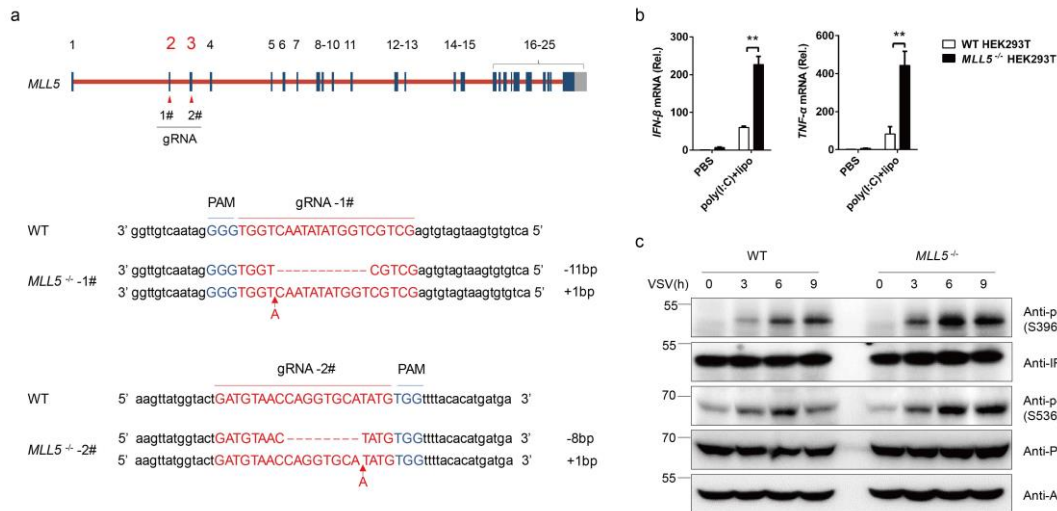 a
1 2 3 4 5 6 7 8-10 11 12-13 14-15 16-25
MLL5
1# 2#
gRNA
PAM gRNA -1#
WT 3' ggttgtcaatagGGGTGGTCAATATATGGTCGTCGagtgtagtaagtgtgtca 5'
3' ggttgtcaatagGGGTGGT-----------CGTCGagtgtagtaagtgtgtca 5' -11bp
MLL5 -/- -1#
3' ggttgtcaatagGGGTGGTCAATATATGGTCGTCGagtgtagtaagtgtgtca 5' +1bp
A
gRNA -2# PAM
WT 5' aagttatggtactGATGTAACCAGGTGCATATGTGGttttacacatgatga 3'
5' aagttatggtactGATGTAAC--------TATGTGGttttacacatgatga 3' -8bp
MLL5 -/- -2#
5' aagttatggtactGATGTAACCAGGTGCATATGTGGttttacacatgatga 3' +1bp
A
b
IFN-β mRNA (Rel.)
300
200
100
0
**
PBS
poly(I:C)+lipo
TNF-α mRNA (Rel.)
600
400
200
0
**
PBS
poly(I:C)+lipo
WT HEK293T
MLL5 -/- HEK293T
c
WT MLL5 -/-
VSV(h) 0 3 6 9 0 3 6 9
55 Anti-p
(S396
55 Anti-IF
70 Anti-p
(S536
70 Anti-P
55 Anti-A